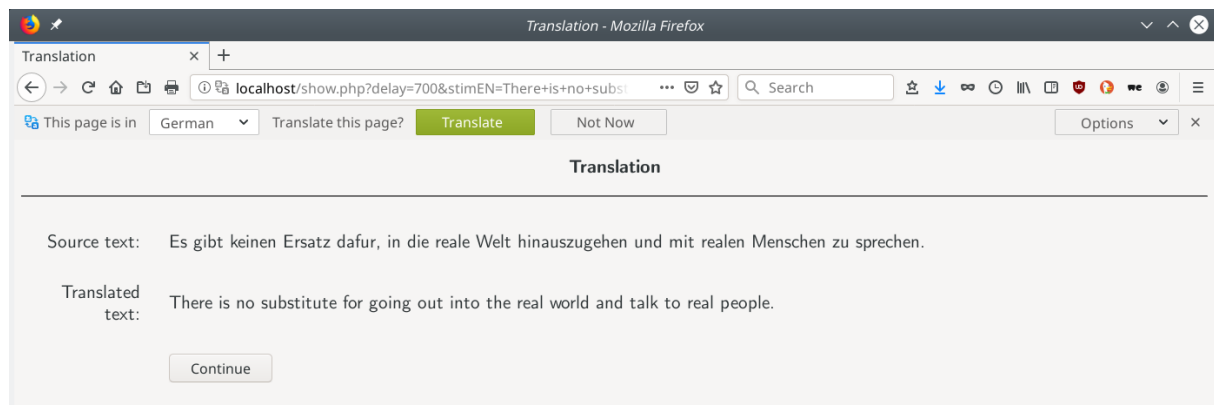 Translation - Mozilla Firefox
Translation
localhost/show.php?delay=700&stimEN=There+is+no+subst
Search
This page is in German Translate this page? Translate Not Now Options
Translation
Source text: Es gibt keinen Ersatz dafur, in die reale Welt hinauszugehen und mit realen Menschen zu sprechen.
Translated
text:
There is no substitute for going out into the real world and talk to real people.
Continue